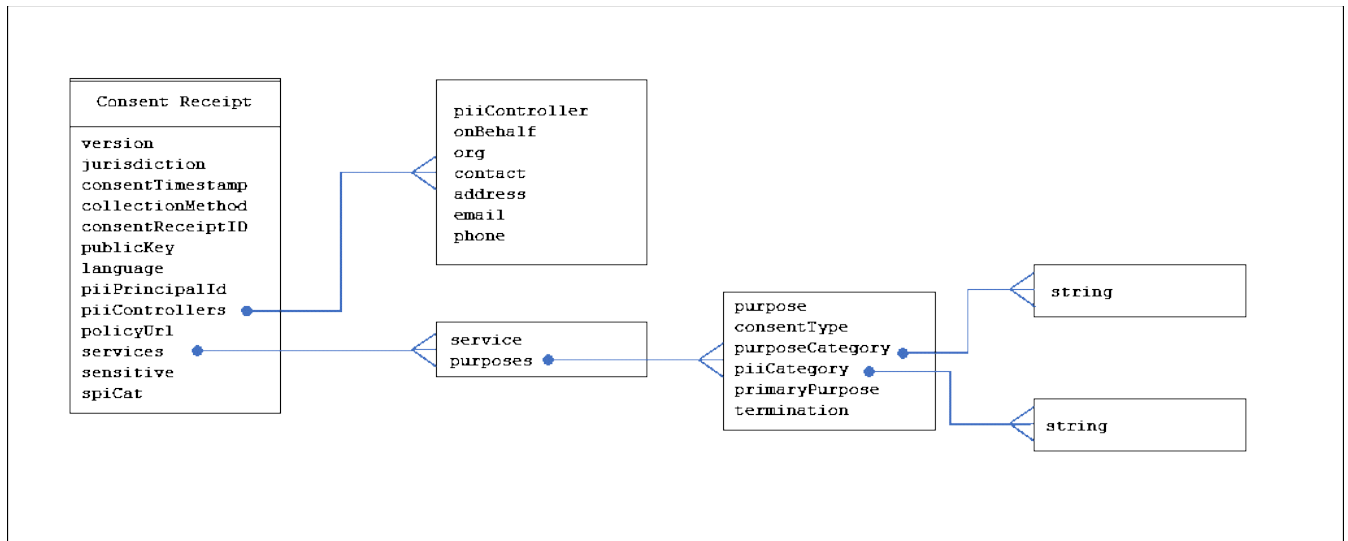 Consent Receipt
version
jurisdiction
consentTimestamp
collectionMethod
consentReceiptID
publicKey
language
piiPrincipalId
piiControllers
policyUrl
services
sensitive
spiCat
piiController
onBehalf
org
contact
address
email
phone
service
purposes
purpose
consentType
purposeCategory
piiCategory
primaryPurpose
termination
string
string